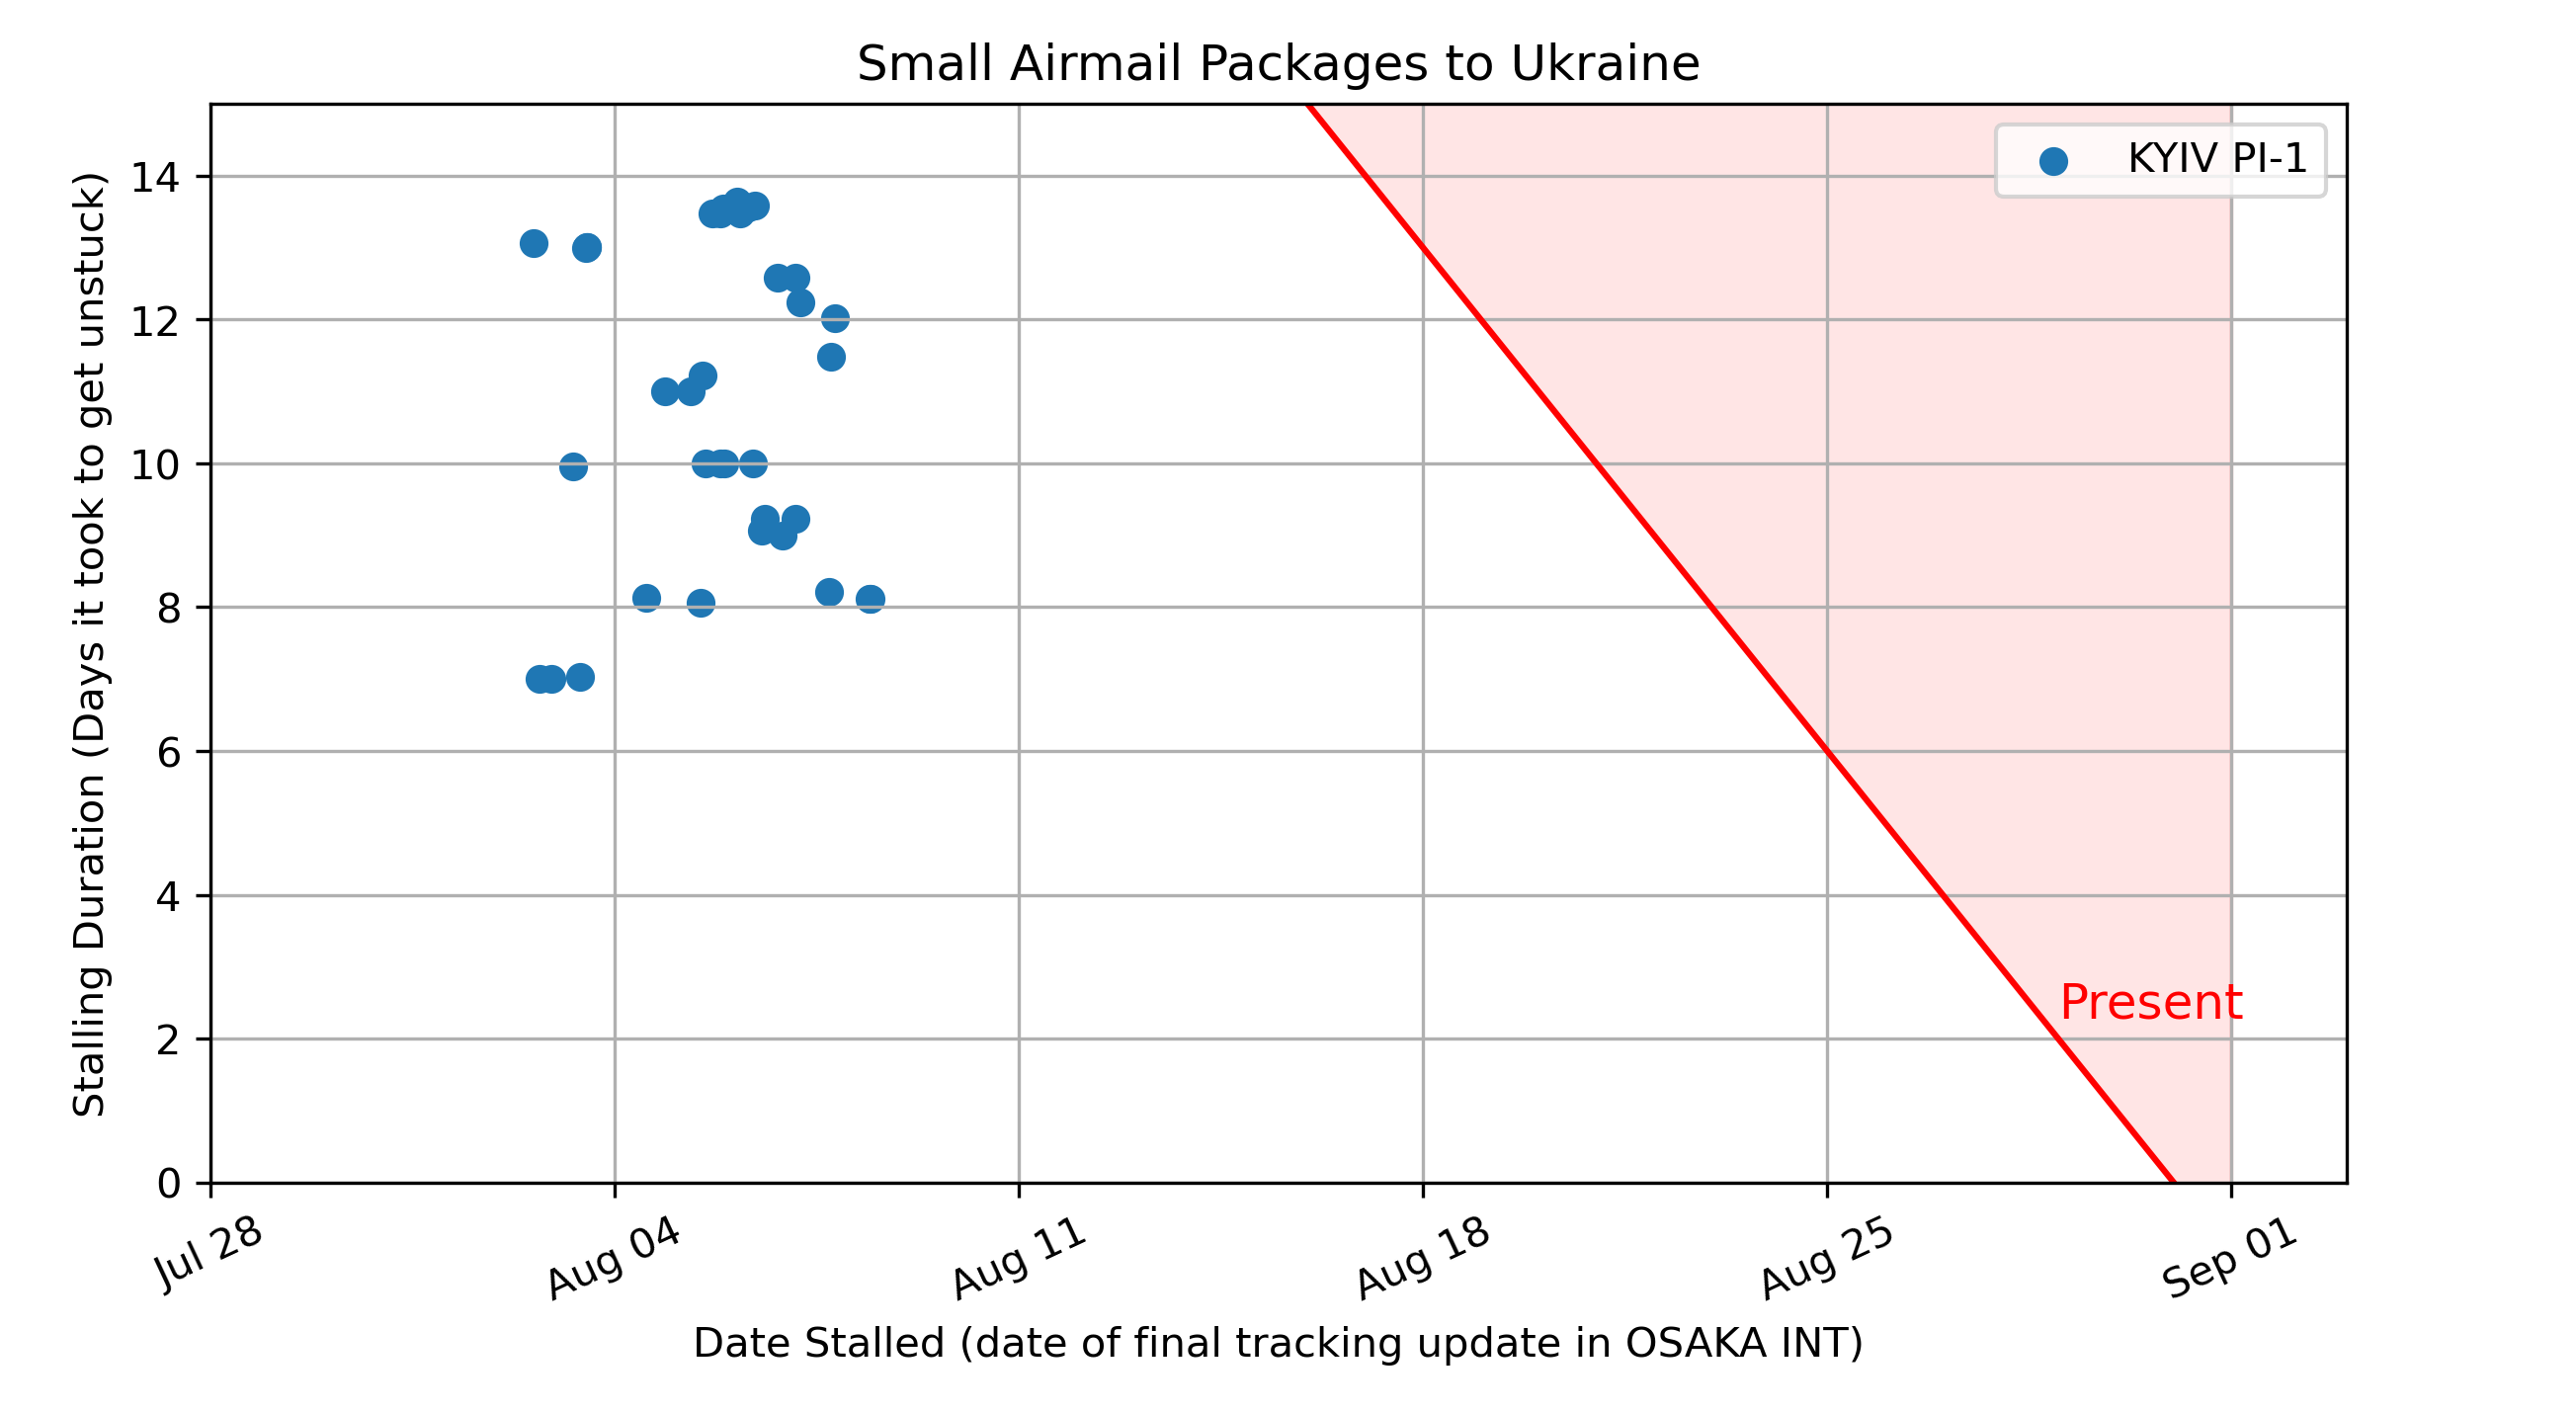 Small Airmail Packages to Ukraine
KYIV PI-1
Stalling Duration (Days it took to get unstuck)
14
12
10
8
6
4
2
0
Present
Jul 28
Aug 04
Aug 11
Aug 18
Aug 25
Sep 01
Date Stalled (date of final tracking update in OSAKA INT)